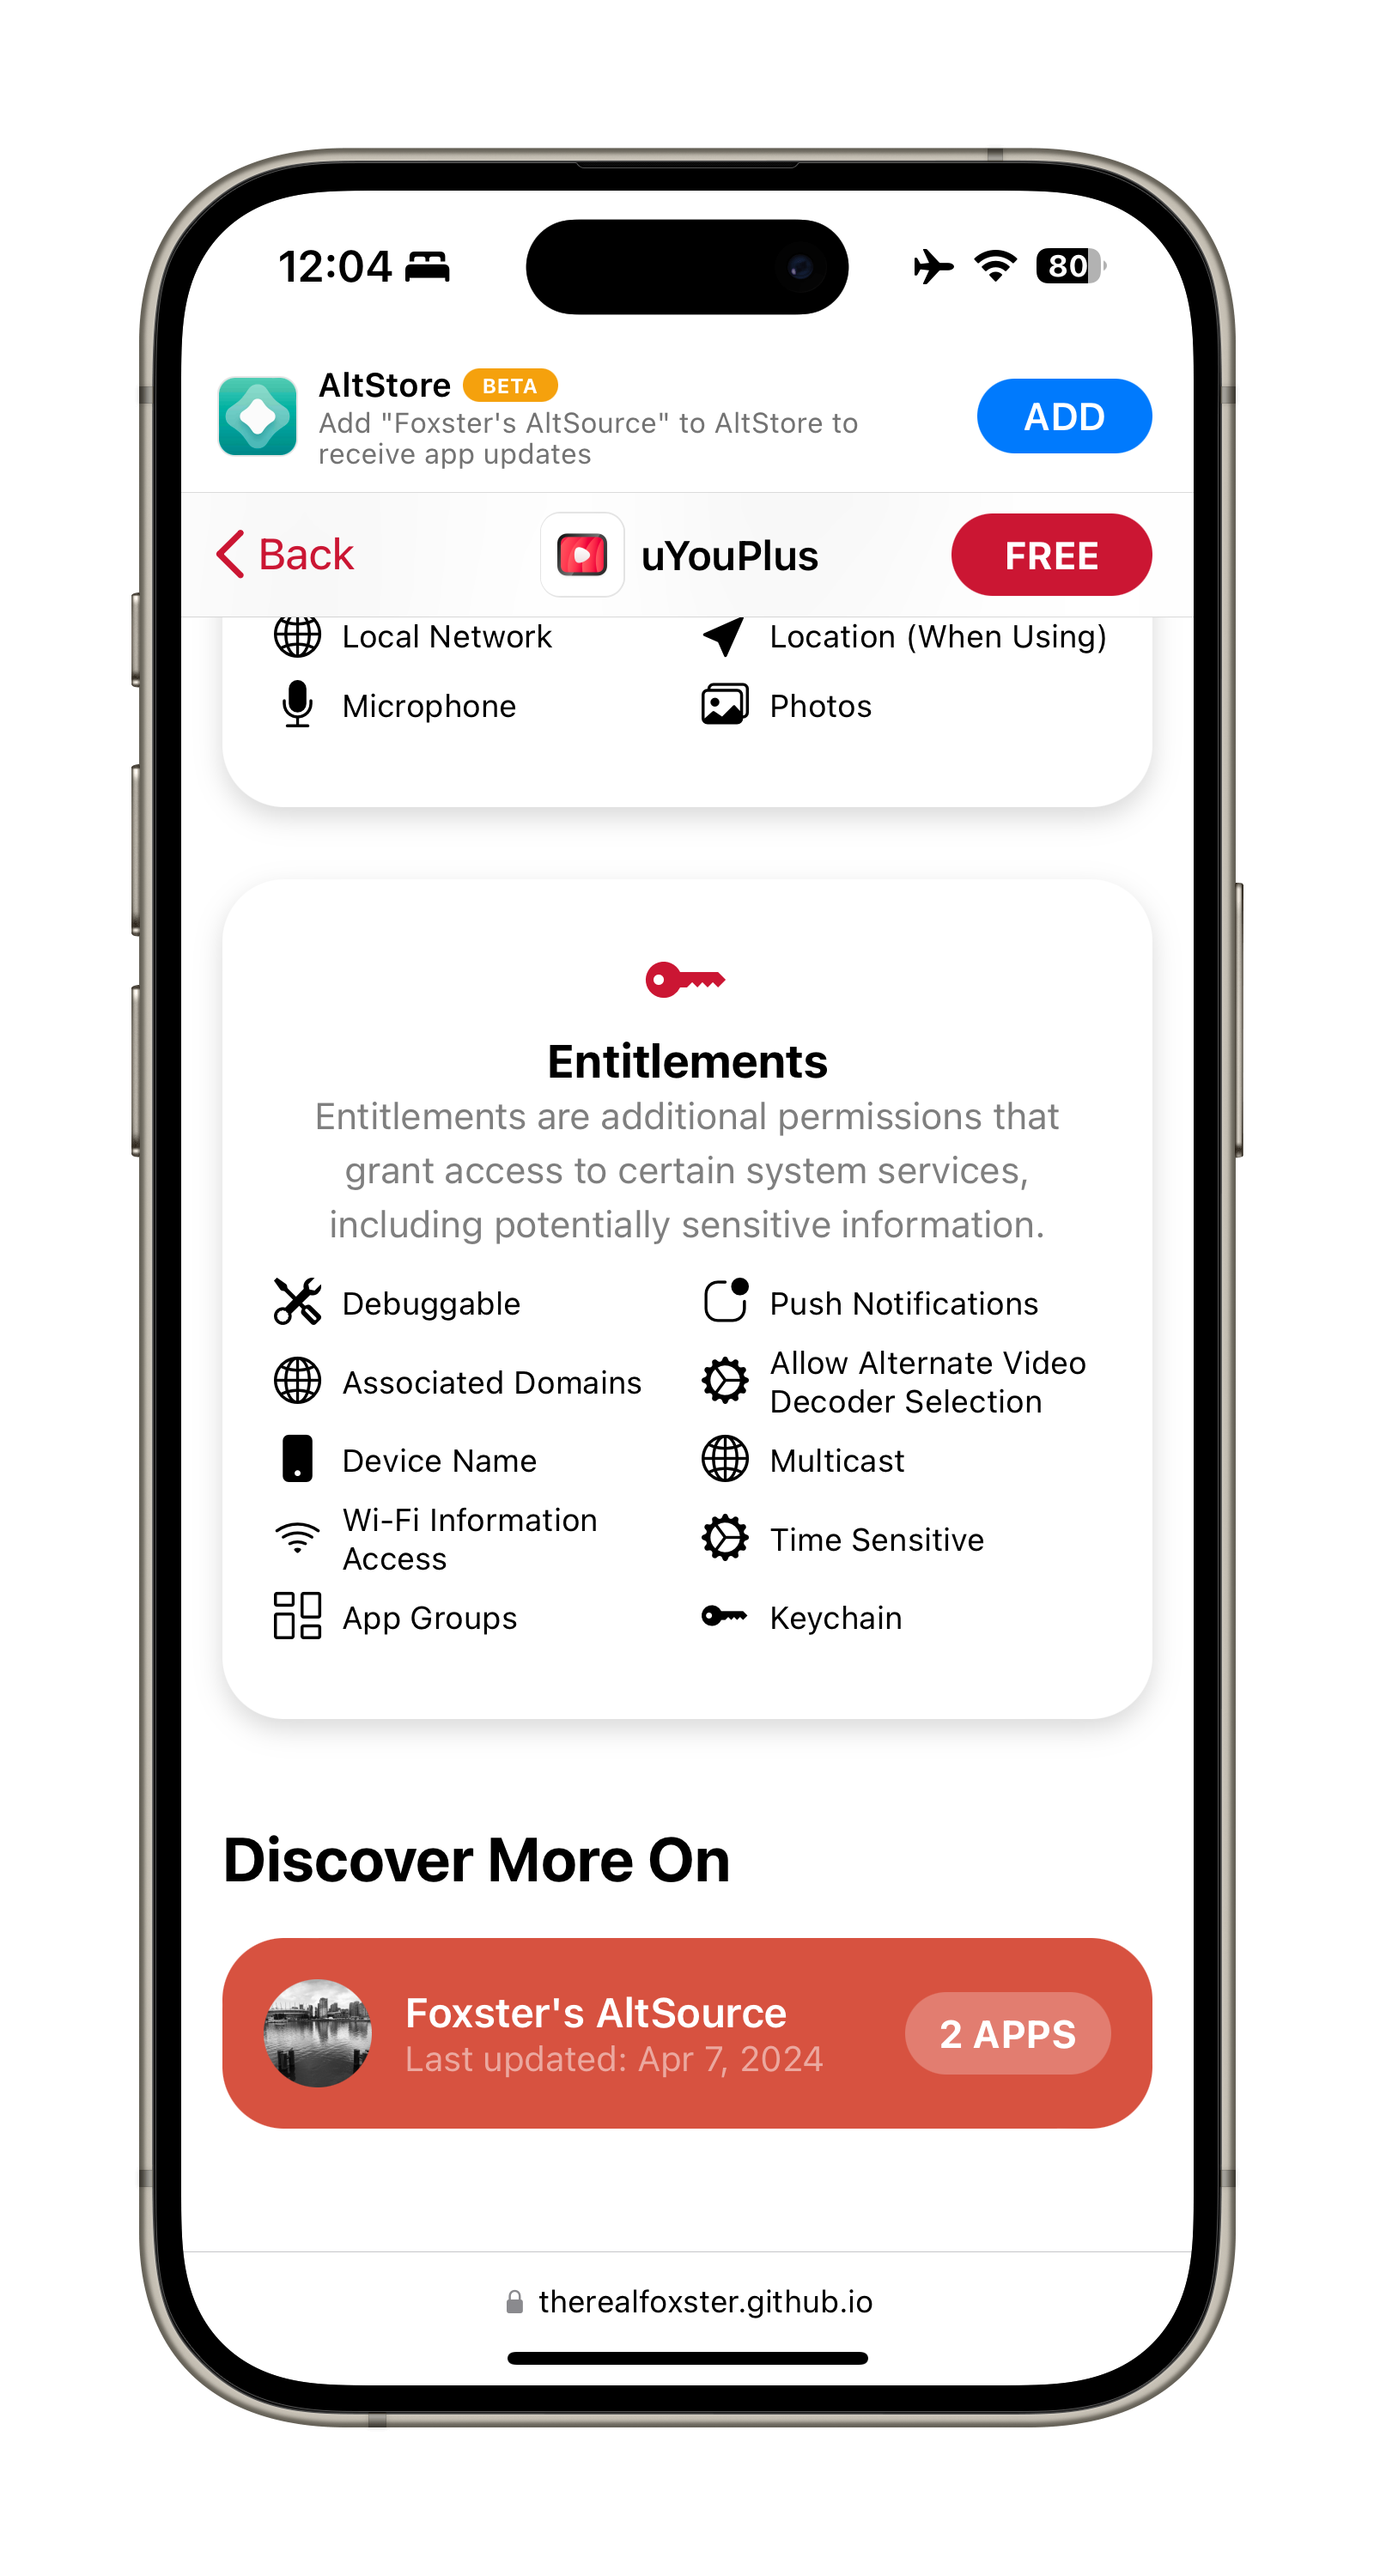 12:04
80
AltStore BETA
Add "Foxster's AltSource" to AltStore to
receive app updates
ADD
Back
uYouPlus
FREE
Local Network
Location (When Using)
Microphone
Photos
Entitlements
Entitlements are additional permissions that
grant access to certain system services,
including potentially sensitive information.
Debuggable
Push Notifications
Associated Domains
Allow Alternate Video
Decoder Selection
Device Name
Multicast
Wi-Fi Information
Access
Time Sensitive
App Groups
Keychain
Discover More On
Foxster's AltSource
Last updated: Apr 7, 2024
2 APPS
therealfoxster.github.io